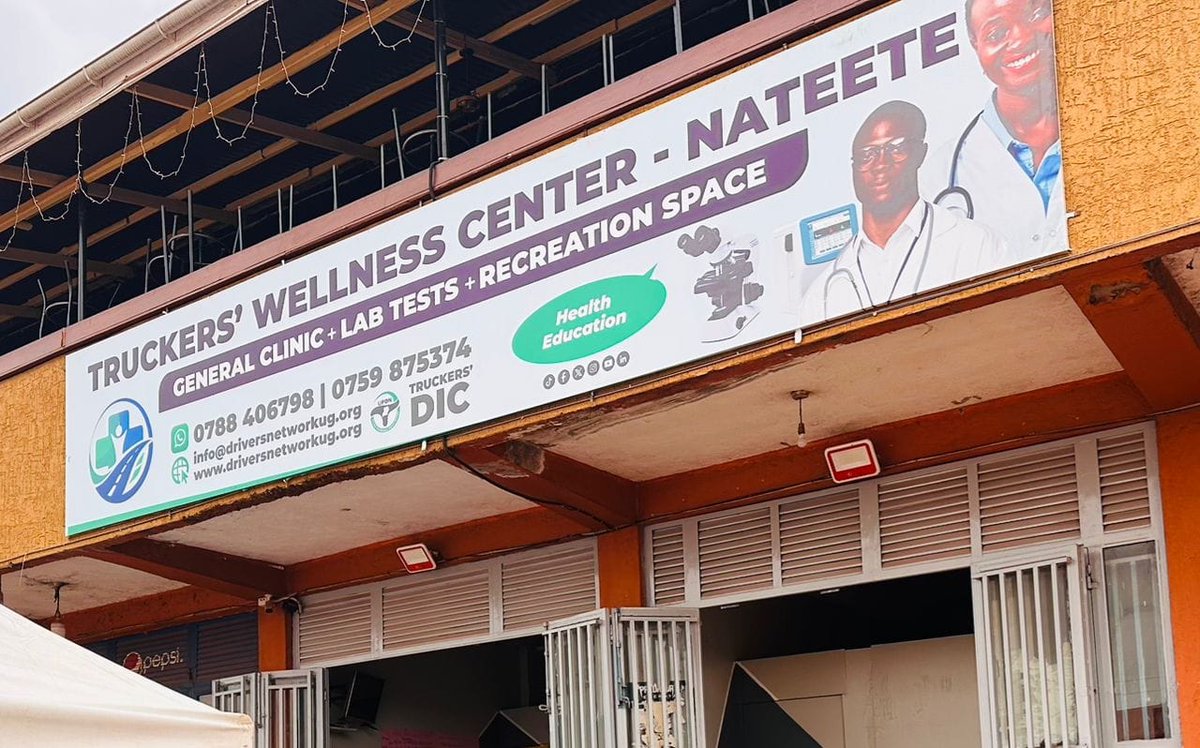 TRUCKERS' WELLNESS CENTER - NATEETE
GENERAL CLINIC + LAB TESTS + RECREATION SPACE
0788 406798 | 0759 875374
info@driversnetworkug.org
www.driversnetworkug.org
UPON
TRUCKERS'
DIC
Health
Education
pepsi